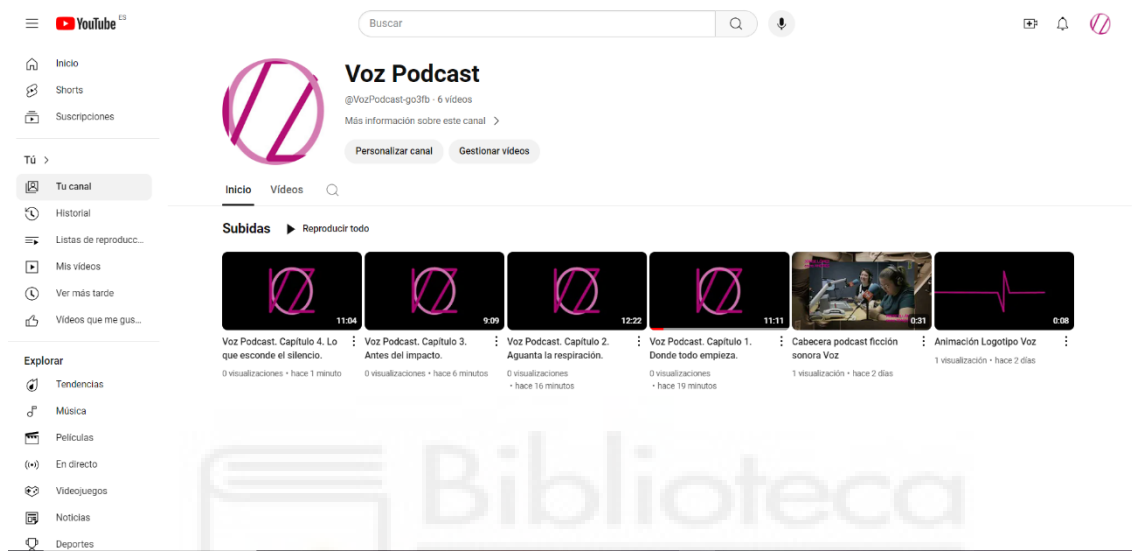 YouTube ES
Buscar
Inicio
Shorts
Suscripciones
Tú
Tu canal
Historial
Listas de reproducc...
Mis vídeos
Ver más tarde
Vídeos que me gus...
Explorar
Tendencias
Música
Películas
En directo
Videojuegos
Noticias
Deportes
VOZ
Voz Podcast
@VozPodcast-go3fb · 6 vídeos
Más información sobre este canal
Personalizar canal Gestionar vídeos
Inicio Vídeos
Subidas Reproducir todo
VOZ
11:04
Voz Podcast. Capítulo 4. Lo
que esconde el silencio.
0 visualizaciones • hace 1 minuto
VOZ
9:09
Voz Podcast. Capítulo 3.
Antes del impacto.
0 visualizaciones • hace 6 minutos
VOZ
12:22
Voz Podcast. Capítulo 2.
Aguanta la respiración.
0 visualizaciones
• hace 16 minutos
VOZ
11:11
Voz Podcast. Capítulo 1.
Donde todo empieza.
0 visualizaciones
• hace 19 minutos
0:31
Cabecera podcast ficción
sonora Voz
1 visualización • hace 2 días
0:08
Animación Logotipo Voz
1 visualización • hace 2 días
Biblioteca